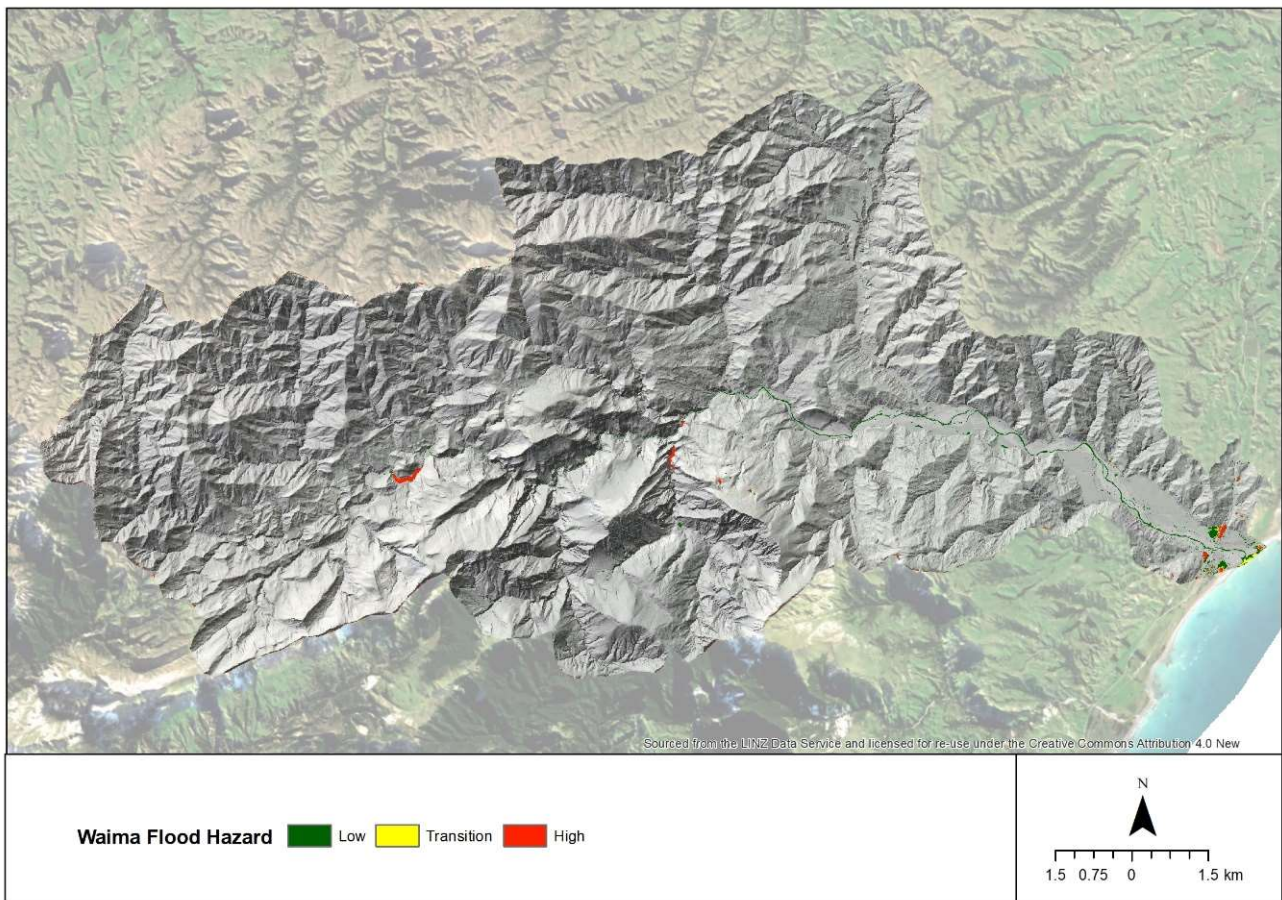 Sourced from the LINZ Data Service and licensed for re-use under the Creative Commons Attribution 4.0 New
Waima Flood Hazard Low Transition High
N
1.5 0.75 0 1.5 km